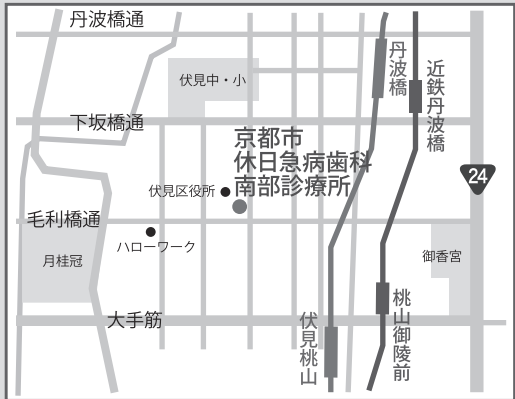 丹波橋通
伏見中・小
丹波橋
近鉄丹波橋
下坂橋通
京都市
休日急病歯科
南部診療所
24
伏見区役所
毛利橋通
ハローワーク
月桂冠
御香宮
大手筋
伏見桃山
桃山御陵前